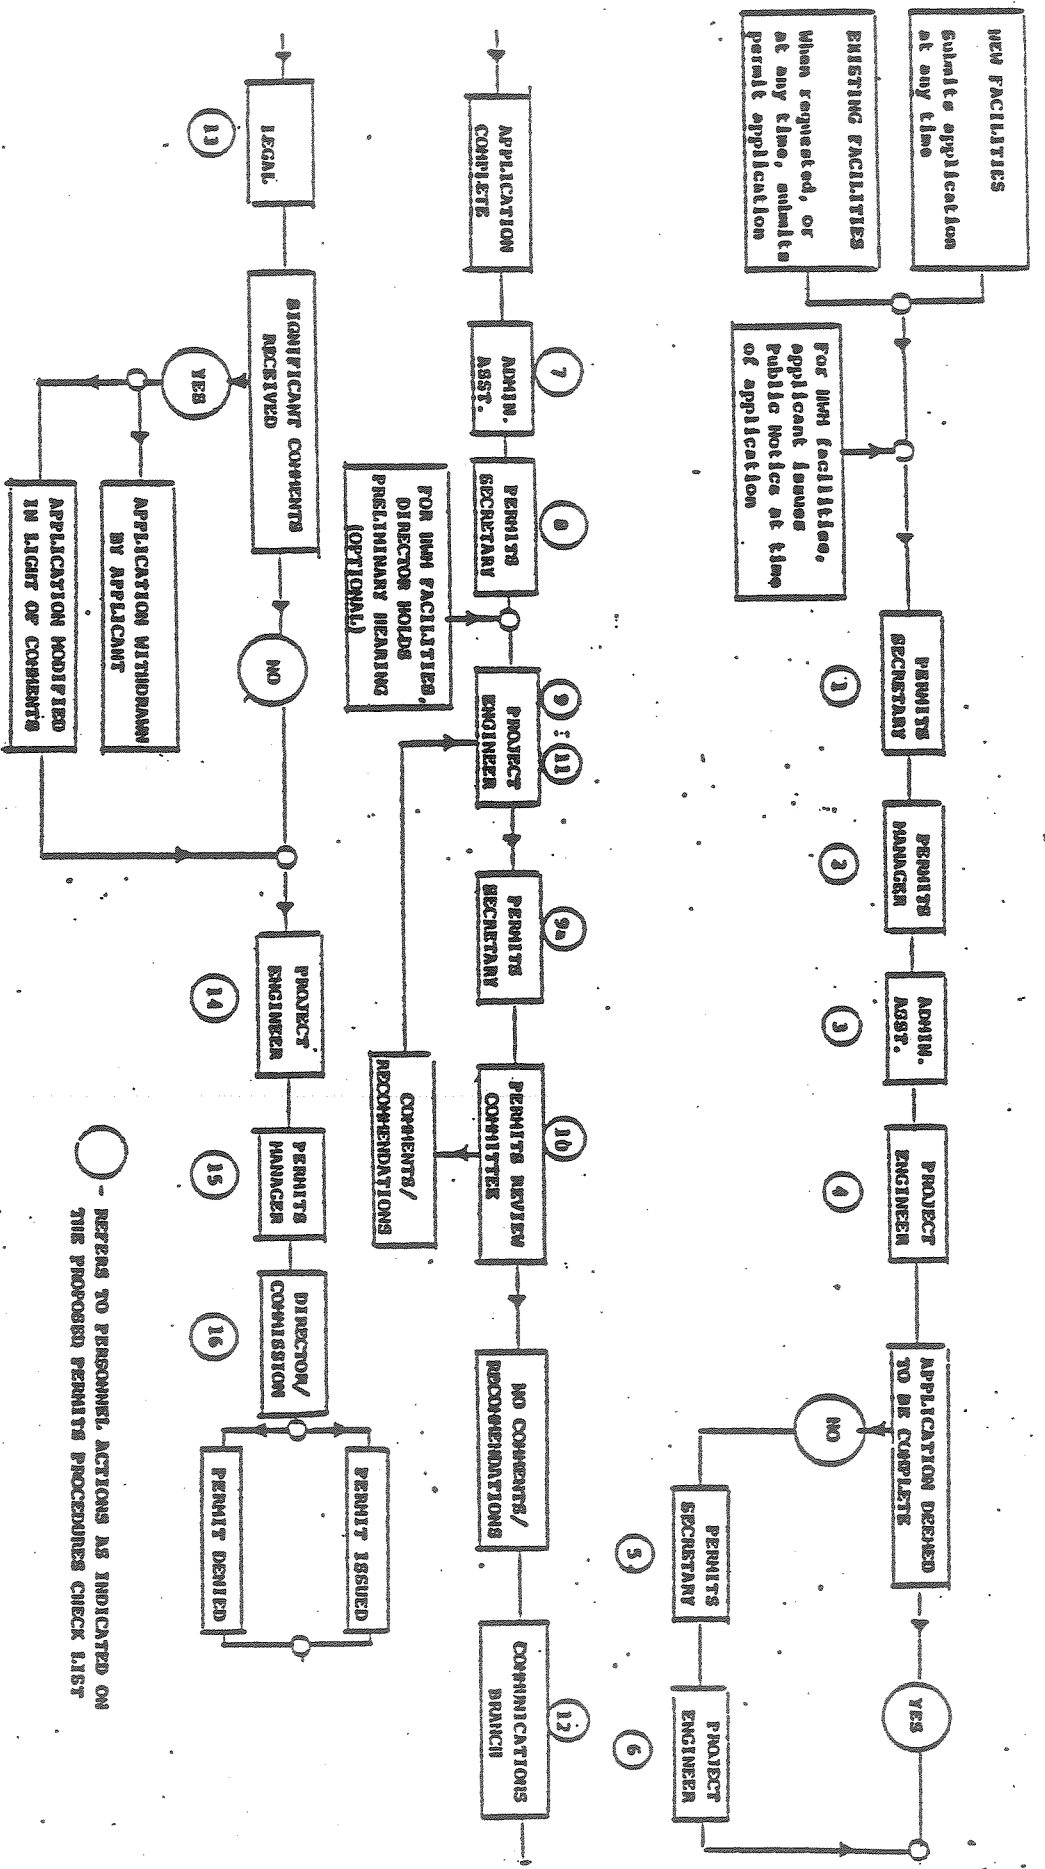 NEW FACILITIES
Submits application
at any time
EXISTING FACILITIES
When requested, or
at any time, submits
permit application
For HWM facilities,
applicant issues
Public Notice at time
of application
PERMITS
SECRETARY
1
PERMITS
MANAGER
2
ADMIN.
ASST.
3
PROJECT
ENGINEER
4
APPLICATION DEEMED
TO BE COMPLETE
YES
NO
PERMITS
SECRETARY
5
PROJECT
ENGINEER
6
APPLICATION
COMPLETE
7
ADMIN.
ASST.
8
PERMITS
SECRETARY
FOR HWM FACILITIES,
DIRECTOR HOLDS
PRELIMINARY HEARING
(OPTIONAL)
9 : 11
PROJECT
ENGINEER
9a
PERMITS
SECRETARY
10
PERMITS REVIEW
COMMITTEE
COMMENTS/
RECOMMENDATIONS
NO COMMENTS/
RECOMMENDATIONS
12
COMMUNICATIONS
BRANCH
LEGAL
13
SIGNIFICANT COMMENTS
RECEIVED
YES
NO
APPLICATION WITHDRAWN
BY APPLICANT
APPLICATION MODIFIED
IN LIGHT OF COMMENTS
PROJECT
ENGINEER
14
PERMITS
MANAGER
15
DIRECTOR/
COMMISSION
16
PERMIT ISSUED
PERMIT DENIED
- REFERS TO PERSONNEL ACTIONS AS INDICATED ON
THE PROPOSED PERMITS PROCEDURES CHECK LIST